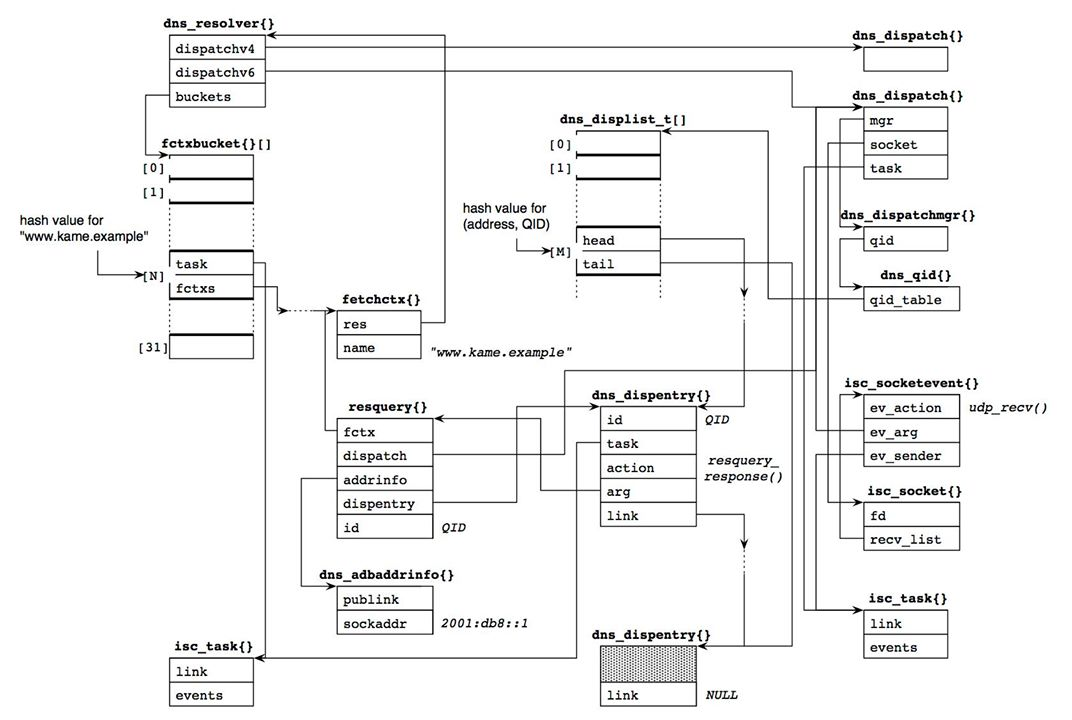 dns_resolver{}
dispatchv4
dispatchv6
buckets
dns_dispatch{}
dns_dispatch{}
mgr
socket
task
fctxbucket{}[]
[0]
[1]
hash value for
"www.kame.example"
[N]
task
fctxs
[31]
dns_displist_t[]
[0]
[1]
hash value for
(address, QID)
[M]
head
tail
dns_dispatchmgr{}
qid
dns_qid{}
qid_table
fetchctx{}
res
name
"www.kame.example"
resquery{}
fctx
dispatch
addrinfo
dispentry
id
QID
dns_dispentry{}
id
QID
task
action
resquery_
response()
arg
link
isc_socketevent{}
ev_action
udp_recv()
ev_arg
ev_sender
isc_socket{}
fd
recv_list
dns_adbaddrinfo{}
publink
sockaddr
2001:db8::1
isc_task{}
link
events
isc_task{}
link
events
dns_dispentry{}
link
NULL